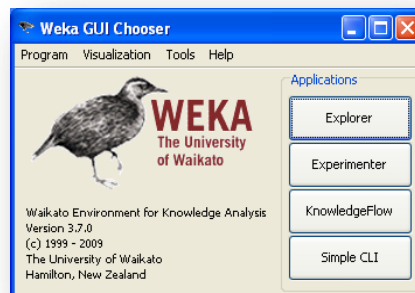 Weka GUI Chooser
Program Visualization Tools Help
Applications
WEKA
The University
of Waikato
Explorer
Experimenter
KnowledgeFlow
Simple CLI
Waikato Environment for Knowledge Analysis
Version 3.7.0
(c) 1999 - 2009
The University of Waikato
Hamilton, New Zealand